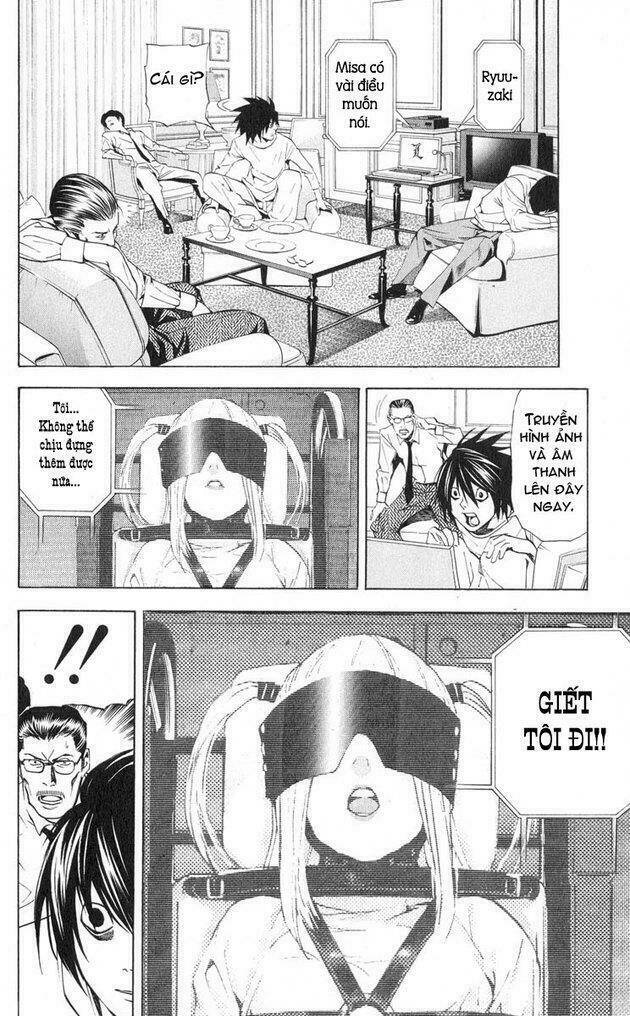 Ryuu-
zaki
Misa có
vài điều
muốn
nói.
CÁI GÌ?
L
TRUYỀN
HÌNH ẢNH
VÀ ÂM
THANH
LÊN ĐÂY
NGAY.
Tôi...
Không thể
chịu đựng
thêm được
nữa...
GIẾT
TÔI ĐI!!
!!